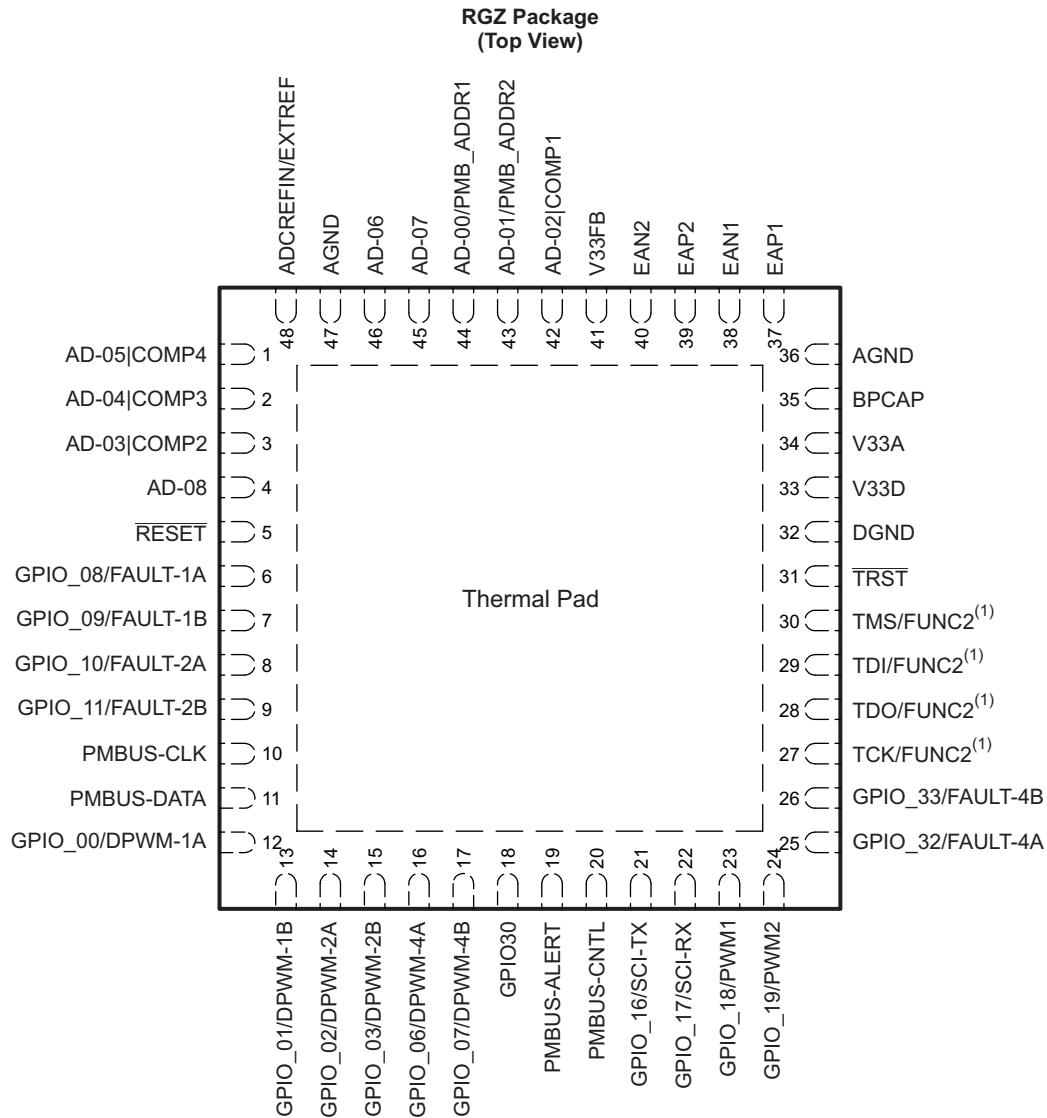 RGZ Package
(Top View)
ADCREFIN/EXTREF
AGND
AD-06
AD-07
AD-00/PMB_ADDR1
AD-01/PMB_ADDR2
AD-02|COMP1
V33FB
EAN2
EAP2
EAN1
EAP1
48
47
46
45
44
43
42
41
40
39
38
37
AD-05|COMP4 1
AD-04|COMP3 2
AD-03|COMP2 3
AD-08 4
RESET 5
GPIO_08/FAULT-1A 6
GPIO_09/FAULT-1B 7
GPIO_10/FAULT-2A 8
GPIO_11/FAULT-2B 9
PMBUS-CLK 10
PMBUS-DATA 11
GPIO_00/DPWM-1A 12
Thermal Pad
36 AGND
35 BPCAP
34 V33A
33 V33D
32 DGND
31 TRST
30 TMS/FUNC2(1)
29 TDI/FUNC2(1)
28 TDO/FUNC2(1)
27 TCK/FUNC2(1)
26 GPIO_33/FAULT-4B
25 GPIO_32/FAULT-4A
13
14
15
16
17
18
19
20
21
22
23
24
GPIO_01/DPWM-1B
GPIO_02/DPWM-2A
GPIO_03/DPWM-2B
GPIO_06/DPWM-4A
GPIO_07/DPWM-4B
GPIO30
PMBUS-ALERT
PMBUS-CNTL
GPIO_16/SCI-TX
GPIO_17/SCI-RX
GPIO_18/PWM1
GPIO_19/PWM2